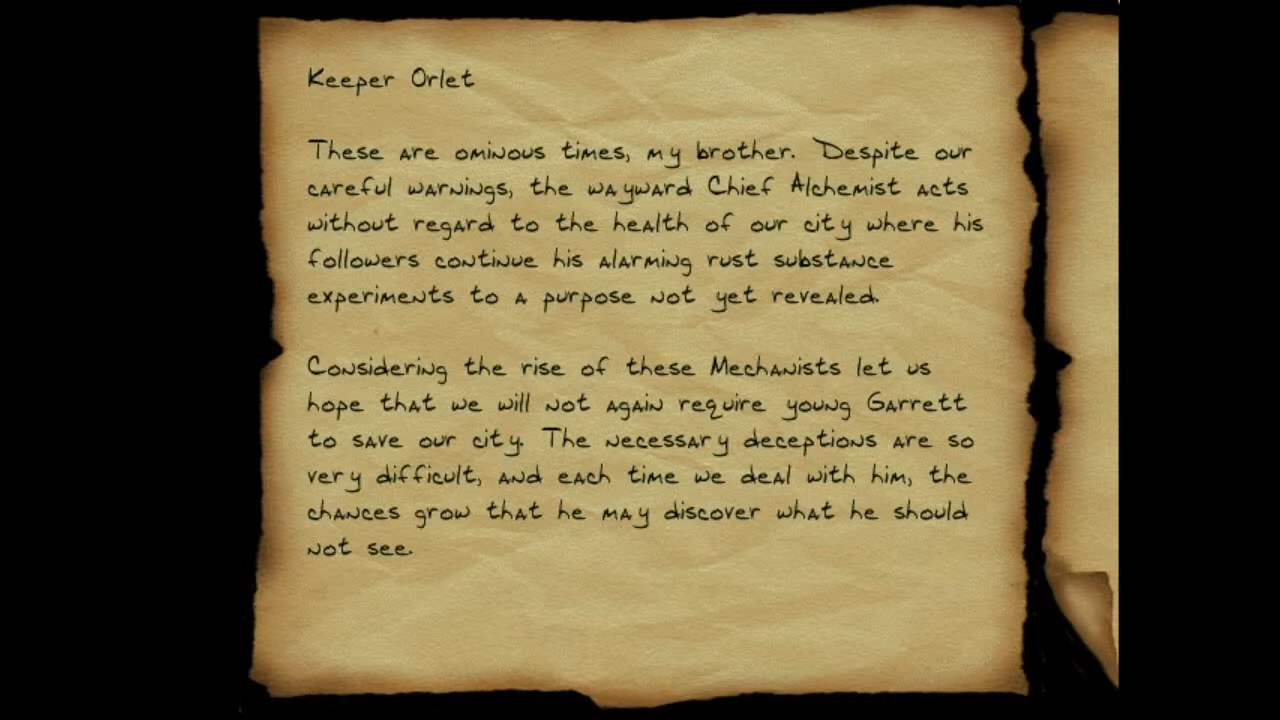 Keeper Orlet
These are ominous times, my brother. Despite our
careful warnings, the wayward Chief Alchemist acts
without regard to the health of our city where his
followers continue his alarming rust substance
experiments to a purpose not yet revealed.
Considering the rise of these Mechanists let us
hope that we will not again require young Garrett
to save our city. The necessary deceptions are so
very difficult, and each time we deal with him, the
chances grow that he may discover what he should
not see.